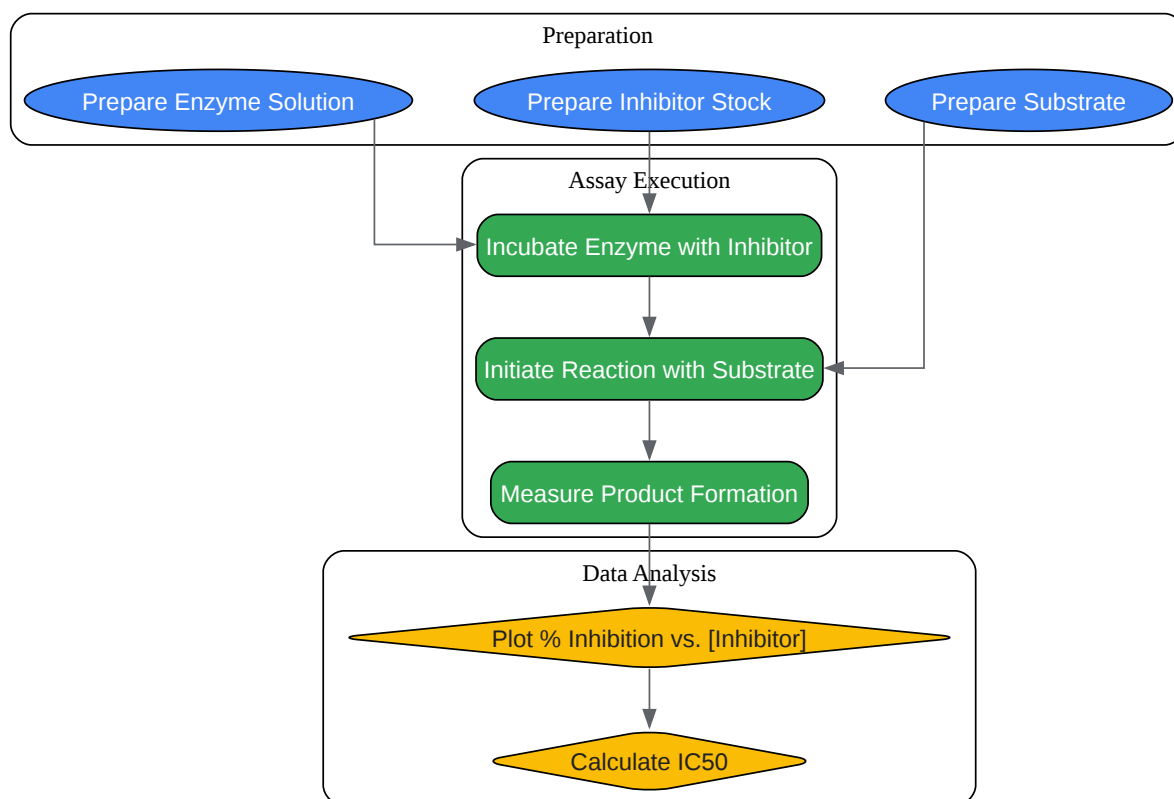 Preparation
Prepare Enzyme Solution
Prepare Inhibitor Stock
Prepare Substrate
Assay Execution
Incubate Enzyme with Inhibitor
Initiate Reaction with Substrate
Measure Product Formation
Data Analysis
Plot % Inhibition vs. [Inhibitor]
Calculate IC50